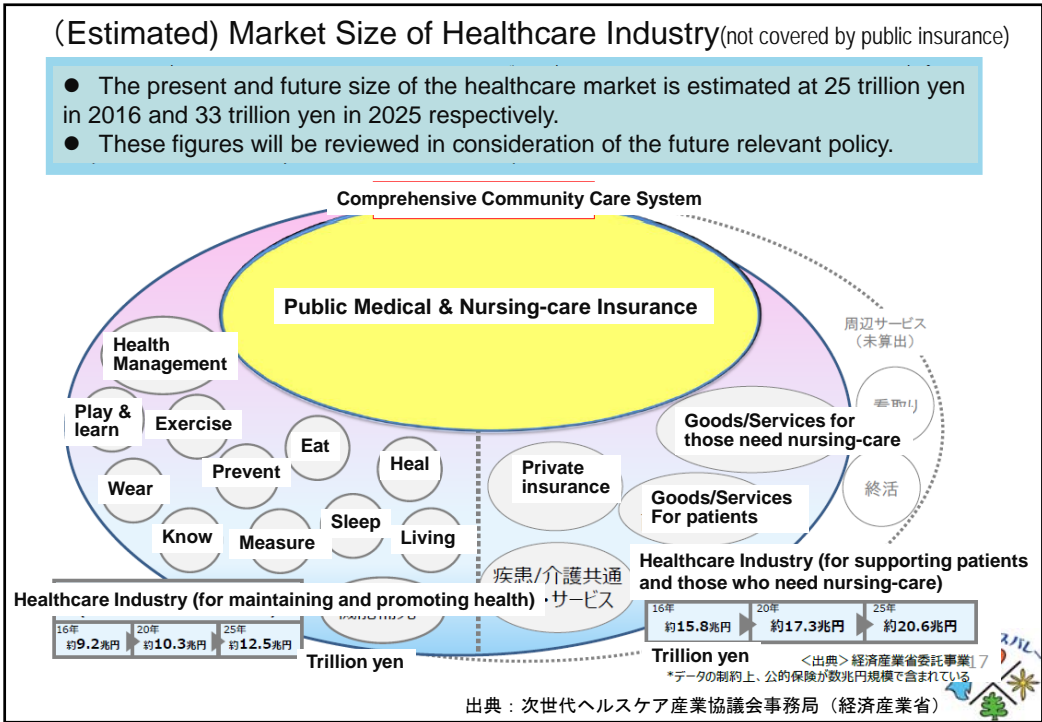 (Estimated) Market Size of Healthcare Industry(not covered by public insurance)
● The present and future size of the healthcare market is estimated at 25 trillion yen
in 2016 and 33 trillion yen in 2025 respectively.
● These figures will be reviewed in consideration of the future relevant policy.
Comprehensive Community Care System
Public Medical & Nursing-care Insurance
周辺サービス
(未算出)
看取り
終活
Health
Management
Play &
learn
Exercise
Eat
Heal
Prevent
Wear
Sleep
Know
Measure
Living
Private
insurance
Goods/Services for
those need nursing-care
Goods/Services
For patients
疾患/介護共通
・サービス
Healthcare Industry (for maintaining and promoting health)
16年
約9.2兆円
20年
約10.3兆円
25年
約12.5兆円
Trillion yen
Healthcare Industry (for supporting patients
and those who need nursing-care)
16年
約15.8兆円
20年
約17.3兆円
25年
約20.6兆円
Trillion yen
<出典> 経済産業省委託事業
17
*データの制約上、公的保険が数兆円規模で含まれている
出典：次世代ヘルスケア産業協議会事務局（経済産業省）